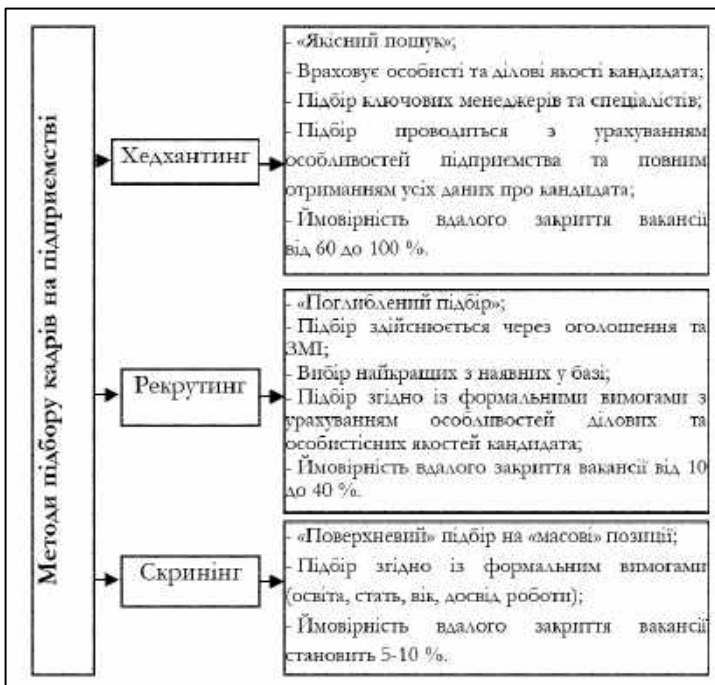 Методи підбору кадрів на підприємстві
Хедхантинг
- «Якісний пошук»;
- Враховує особисті та ділові якості кандидата;
- Підбір ключових менеджерів та спеціалістів;
- Підбір проводиться з урахуванням
особливостей підприємства та повним
отриманням усіх даних про кандидата;
- Ймовірність вдалого закриття вакансії
від 60 до 100 %.
Рекрутинг
- «Поглиблений підбір»;
- Підбір здійснюється через оголошення та
ЗМІ;
- Вибір найкращих з наявних у базі;
- Підбір згідно із формальними вимогами з
урахуванням особливостей ділових та
особистісних якостей кандидата;
- Ймовірність вдалого закриття вакансії від 10
до 40 %.
Скринінг
- «Поверхневий» підбір на «масові» позиції;
- Підбір згідно із формальним вимогами
(освіта, стать, вік, досвід роботи);
- Ймовірність вдалого закриття вакансії
становить 5-10 %.